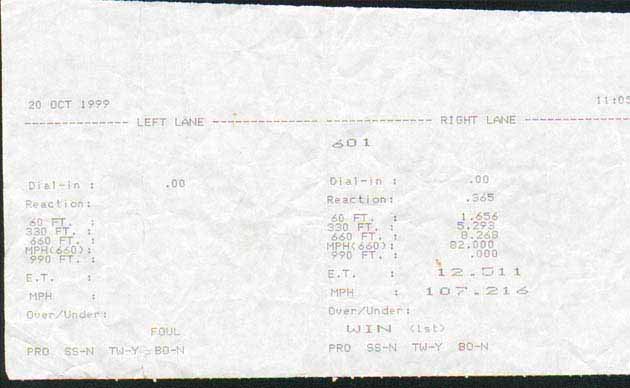 20 OCT 1999 11:05
------------- LEFT LANE ------------- ------------- RIGHT LANE -------------
601
Dial-in : .00 Dial-in : .00
Reaction: Reaction: .365
60 FT. : 60 FT. : 1.656
330 FT. : 330 FT. : 5.293
660 FT. : 660 FT. : 8.268
MPH(660): MPH(660): 82.000
990 FT. : 990 FT. : .000
E.T. : E.T. : 12.011
MPH : MPH : 107.216
Over/Under: Over/Under:
FOUL WIN (1st)
PRO SS-N TW-Y BO-N PRO SS-N TW-Y BO-N